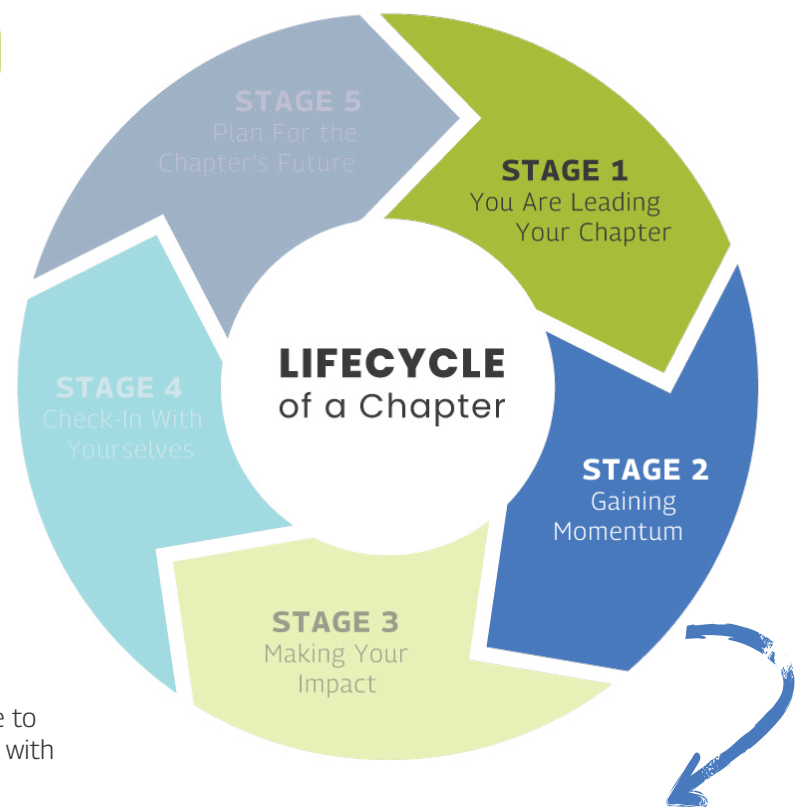 STAGE 5
Plan For the
Chapter's Future
STAGE 1
You Are Leading
Your Chapter
LIFECYCLE
of a Chapter
STAGE 4
Check-In With
Yourselves
STAGE 2
Gaining
Momentum
STAGE 3
Making Your
Impact
to
with